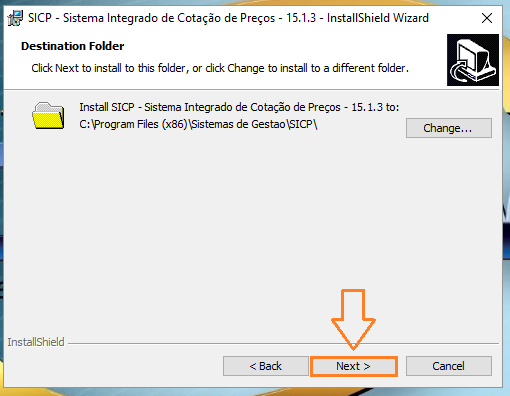 SICP - Sistema Integrado de Cotação de Preços - 15.1.3 - InstallShield Wizard
Destination Folder
Click Next to install to this folder, or click Change to install to a different folder.
Install SICP - Sistema Integrado de Cotação de Preços - 15.1.3 to:
C:\Program Files (x86)\Sistemas de Gestao\SICP\
Change...
InstallShield
< Back
Next >
Cancel